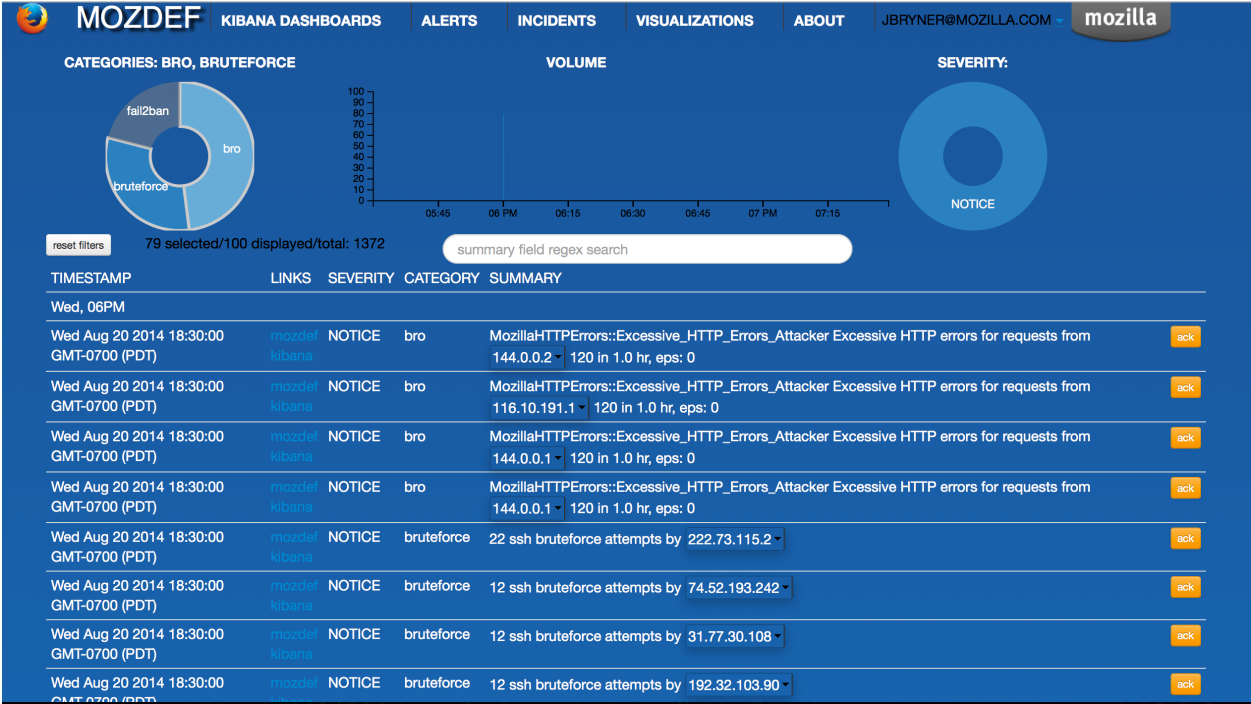 MOZDEF KIBANA DASHBOARDS ALERTS INCIDENTS VISUALIZATIONS ABOUT JBRYNER@MOZILLA.COM mozilla
CATEGORIES: BRO, BRUTEFORCE VOLUME SEVERITY:
fail2ban
bro
bruteforce
100
90
80
70
60
50
40
30
20
10
0
05:45 06 PM 06:15 06:30 06:45 07 PM 07:15
NOTICE
reset filters 79 selected/100 displayed/total: 1372 summary field regex search
TIMESTAMP LINKS SEVERITY CATEGORY SUMMARY
Wed, 06PM
Wed Aug 20 2014 18:30:00 mozdef NOTICE bro MozillaHTTPErrors::Excessive_HTTP_Errors_Attacker Excessive HTTP errors for requests from ack
GMT-0700 (PDT) kibana 144.0.0.2 120 in 1.0 hr, eps: 0
Wed Aug 20 2014 18:30:00 mozdef NOTICE bro MozillaHTTPErrors::Excessive_HTTP_Errors_Attacker Excessive HTTP errors for requests from ack
GMT-0700 (PDT) kibana 116.10.191.1 120 in 1.0 hr, eps: 0
Wed Aug 20 2014 18:30:00 mozdef NOTICE bro MozillaHTTPErrors::Excessive_HTTP_Errors_Attacker Excessive HTTP errors for requests from ack
GMT-0700 (PDT) kibana 144.0.0.1 120 in 1.0 hr, eps: 0
Wed Aug 20 2014 18:30:00 mozdef NOTICE bro MozillaHTTPErrors::Excessive_HTTP_Errors_Attacker Excessive HTTP errors for requests from ack
GMT-0700 (PDT) kibana 144.0.0.1 120 in 1.0 hr, eps: 0
Wed Aug 20 2014 18:30:00 mozdef NOTICE bruteforce 22 ssh bruteforce attempts by 222.73.115.2 ack
GMT-0700 (PDT) kibana
Wed Aug 20 2014 18:30:00 mozdef NOTICE bruteforce 12 ssh bruteforce attempts by 74.52.193.242 ack
GMT-0700 (PDT) kibana
Wed Aug 20 2014 18:30:00 mozdef NOTICE bruteforce 12 ssh bruteforce attempts by 31.77.30.108 ack
GMT-0700 (PDT) kibana
Wed Aug 20 2014 18:30:00 mozdef NOTICE bruteforce 12 ssh bruteforce attempts by 192.32.103.90 ack
GMT-0700 (PDT) kibana